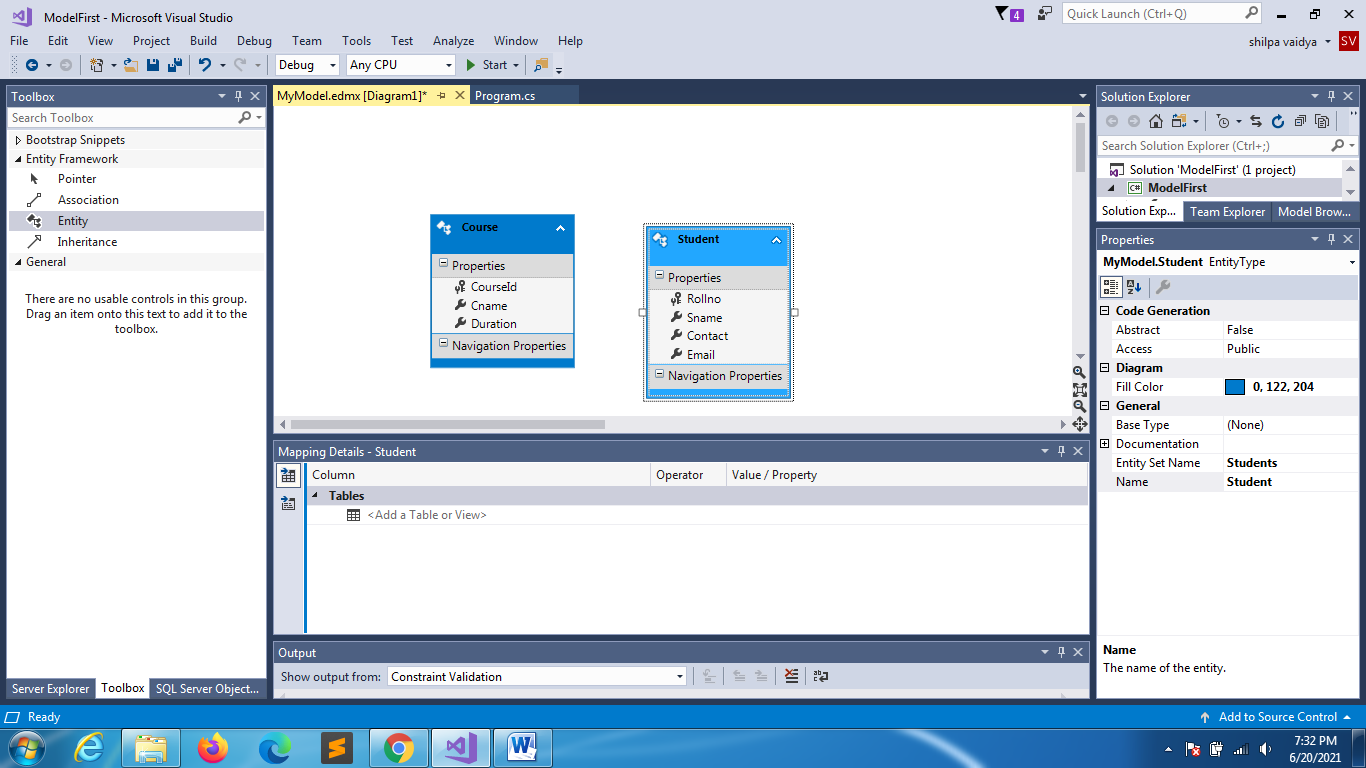 ModelFirst - Microsoft Visual Studio
4
Quick Launch (Ctrl+Q)
File Edit View Project Build Debug Team Tools Test Analyze Window Help
shilpa vaidya SV
Debug Any CPU Start
Toolbox
Search Toolbox
Bootstrap Snippets
Entity Framework
Pointer
Association
Entity
Inheritance
General
There are no usable controls in this group.
Drag an item onto this text to add it to the
toolbox.
Server Explorer Toolbox SQL Server Object...
MyModel.edmx [Diagram1]* Program.cs
Course
Properties
CourseId
Cname
Duration
Navigation Properties
Student
Properties
Rollno
Sname
Contact
Email
Navigation Properties
Mapping Details - Student
Column Operator Value / Property
Tables
<Add a Table or View>
Output
Show output from: Constraint Validation
Solution Explorer
Search Solution Explorer (Ctrl+;)
Solution 'ModelFirst' (1 project)
C# ModelFirst
Solution Exp... Team Explorer Model Brow...
Properties
MyModel.Student EntityType
Code Generation
Abstract False
Access Public
Diagram
Fill Color 0, 122, 204
General
Base Type (None)
Documentation
Entity Set Name Students
Name Student
Name
The name of the entity.
Ready
Add to Source Control
7:32 PM
6/20/2021